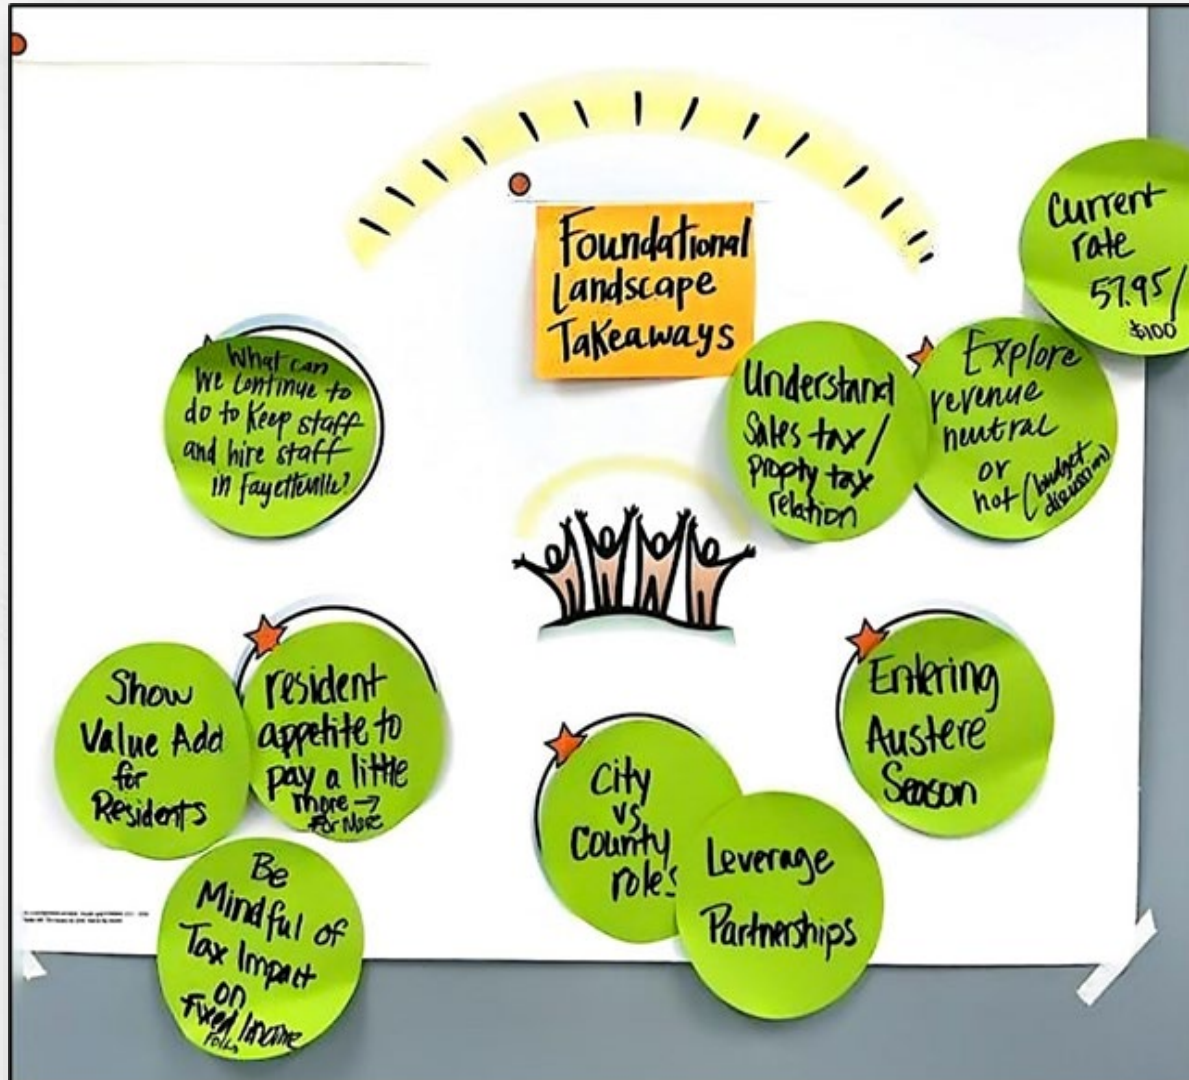 Foundational
Landscape
Takeaways
Current
rate
57.95/
$100
What can
we continue to
do to keep staff
and hire staff
in Fayetteville?
Understand
Sales tax/
propty tax
relation
Explore
revenue
neutral
or
not (budget
discussion)
Show
Value Add
for
Residents
resident
appetite to
pay a little
more →
For More
Be
Mindful of
Tax Impact
on
Fixed Income
Folks
City
vs
County
roles
Leverage
Partnerships
Entering
Austere
Season